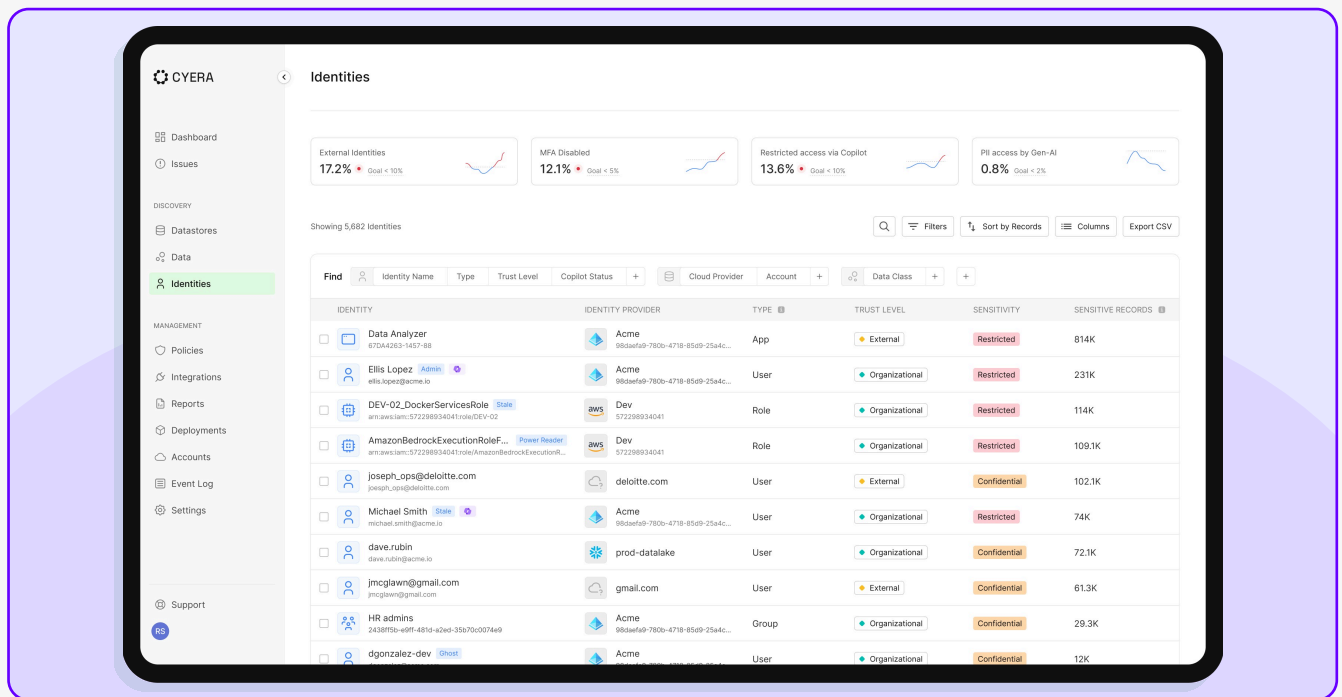 CYERA
Identities
Dashboard
Issues
DISCOVERY
Datastores
Data
Identities
MANAGEMENT
Policies
Integrations
Reports
Deployments
Accounts
Event Log
Settings
Support
RS
External Identities
17.2% Goal < 10%
MFA Disabled
12.1% Goal < 5%
Restricted access via Copilot
13.6% Goal < 10%
PII access by Gen-AI
0.8% Goal < 2%
Showing 5,682 Identities
Filters Sort by Records Columns Export CSV
Find Identity Name Type Trust Level Copilot Status + Cloud Provider Account + Data Class + +
IDENTITY IDENTITY PROVIDER TYPE TRUST LEVEL SENSITIVITY SENSITIVE RECORDS
Data Analyzer Acme
App External Restricted 814K
67DA4263-1457-88 98daefa9-780b-4718-85d9-25a4c...
Ellis Lopez Admin Acme
User Organizational Restricted 231K
ellis.lopez@acme.io 98daefa9-780b-4718-85d9-25a4c...
DEV-02_DockerServicesRole Stale Dev
aws Role Organizational Restricted 114K
arn:aws:iam::572298934041:role/DEV-02 572298934041
AmazonBedrockExecutionRoleF... Power Reader Dev
aws Role Organizational Restricted 109.1K
arn:aws:iam::572298934041:role/AmazonBedrockExecutionR... 572298934041
joseph_ops@deloitte.com
deloitte.com User External Confidential 102.1K
joesph_ops@deloitte.com
Michael Smith Stale Acme
User Organizational Restricted 74K
michael.smith@acme.io 98daefa9-780b-4718-85d9-25a4c...
dave.rubin
prod-datalake User Organizational Confidential 72.1K
dave.rubin@acme.io
jmcglawn@gmail.com
gmail.com User External Confidential 61.3K
jmcglawn@gmail.com
HR admins Acme
Group Organizational Confidential 29.3K
2438ff5b-e9ff-481d-a2ed-35b70c0074e9 98daefa9-780b-4718-85d9-25a4c...
dgonzalez-dev Ghost Acme
User Organizational Confidential 12K